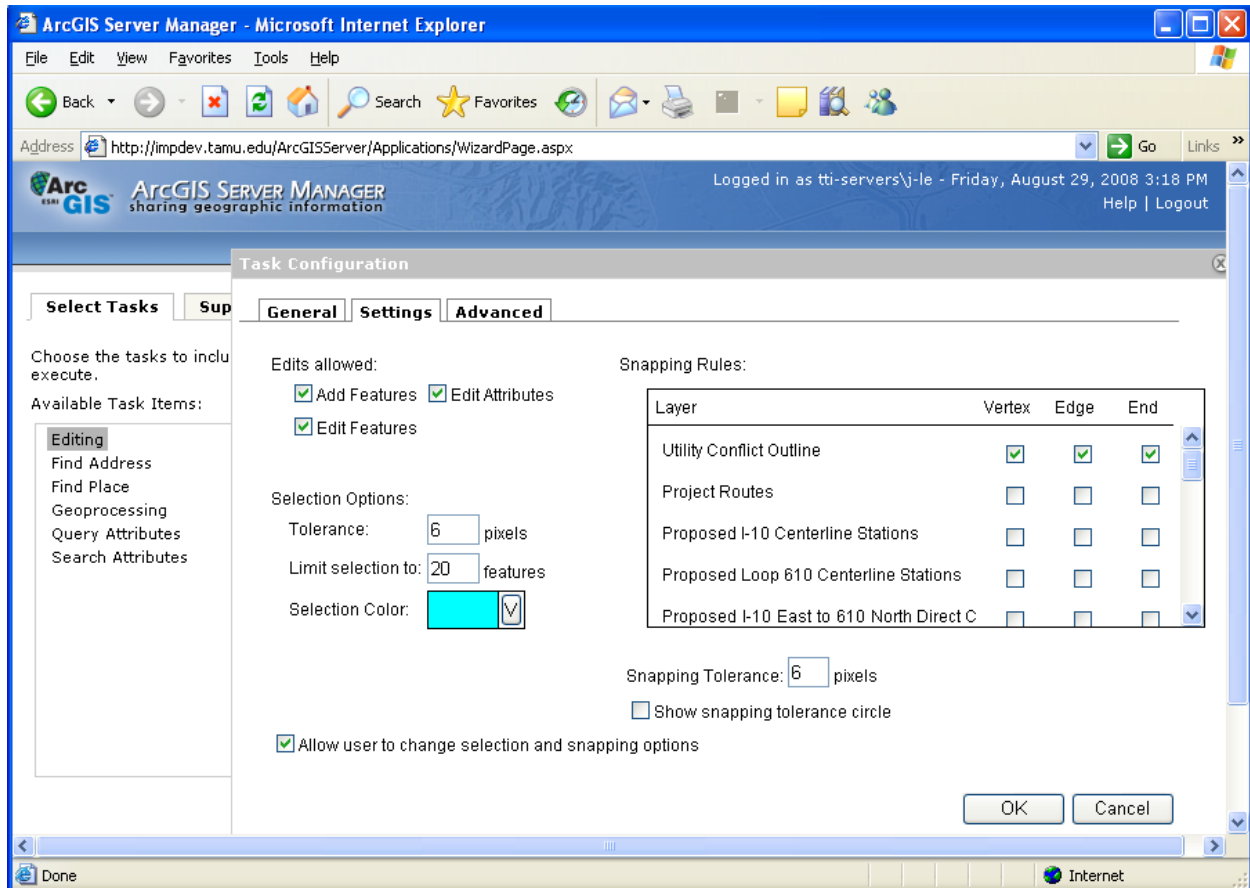 ArcGIS Server Manager - Microsoft Internet Explorer
File Edit View Favorites Tools Help
Back Search Favorites
Address http://impdev.tamu.edu/ArcGISServer/Applications/WizardPage.aspx Go Links »
Arc GIS ESRI ArcGIS Server Manager Logged in as tti-servers\j-le - Friday, August 29, 2008 3:18 PM
sharing geographic information Help | Logout
Task Configuration
Select Tasks Sup General Settings Advanced
Choose the tasks to inclu
execute.
Available Task Items:
Editing
Find Address
Find Place
Geoprocessing
Query Attributes
Search Attributes
Edits allowed:
Add Features Edit Attributes
Edit Features
Selection Options:
Tolerance: 6 pixels
Limit selection to: 20 features
Selection Color: V
Snapping Rules:
Layer Vertex Edge End
Utility Conflict Outline
Project Routes
Proposed I-10 Centerline Stations
Proposed Loop 610 Centerline Stations
Proposed I-10 East to 610 North Direct C
Snapping Tolerance: 6 pixels
Show snapping tolerance circle
Allow user to change selection and snapping options
OK Cancel
Done Internet